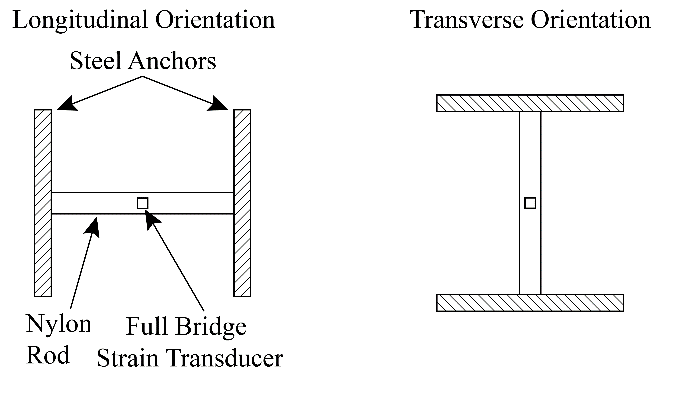 Longitudinal Orientation
Transverse Orientation
Steel Anchors
Nylon
Rod
Full Bridge
Strain Transducer